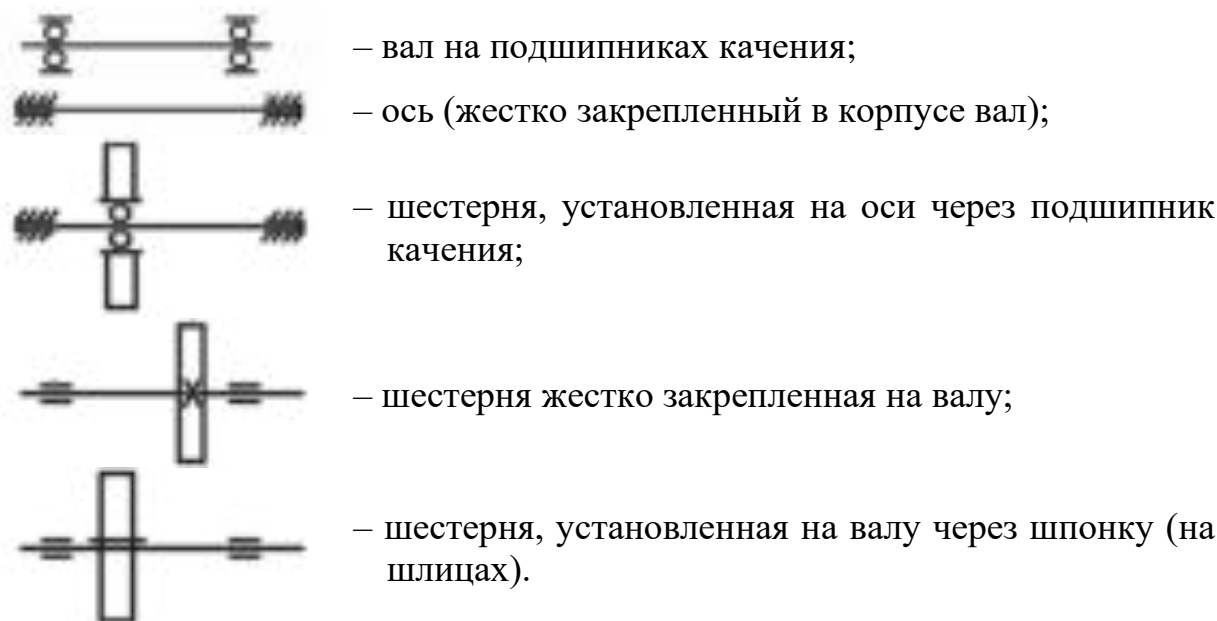 – вал на подшипниках качения;
– ось (жестко закрепленный в корпусе вал);
– шестерня, установленная на оси через подшипник
качения;
– шестерня жестко закрепленная на валу;
– шестерня, установленная на валу через шпонку (на
шлицах).